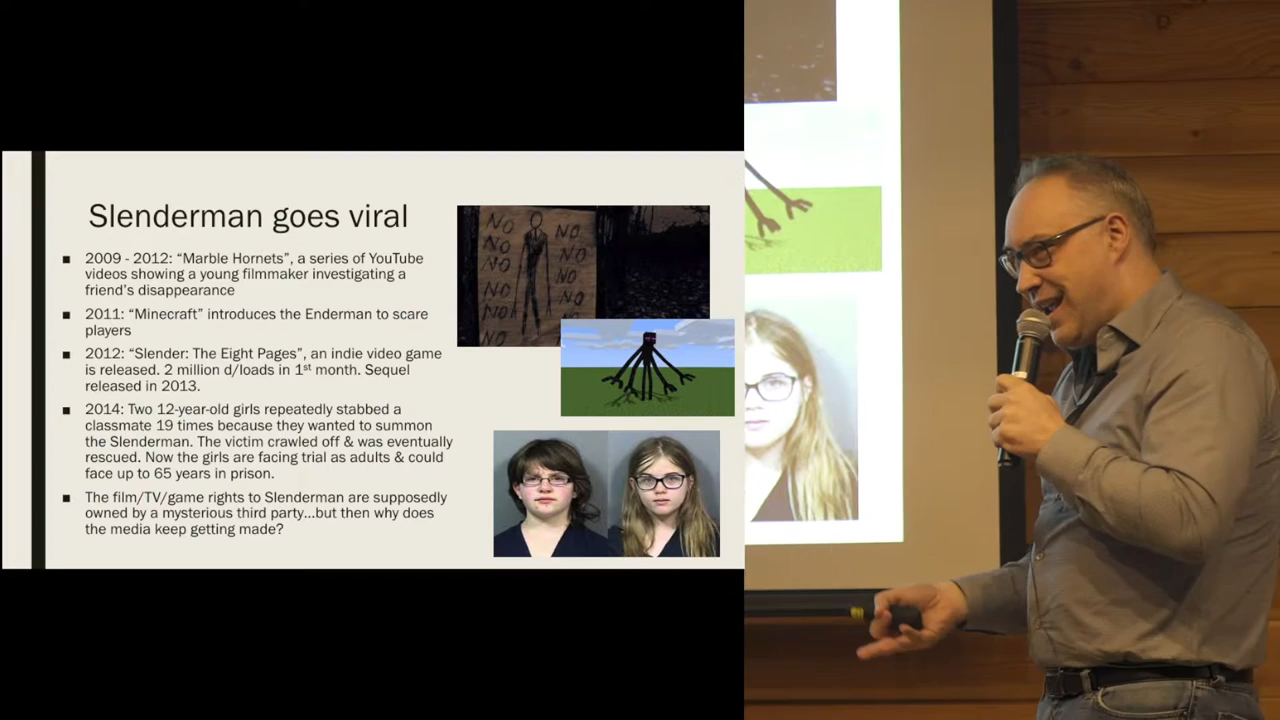 Slenderman goes viral
2009 - 2012: “Marble Hornets”, a series of YouTube
videos showing a young filmmaker investigating a
friend’s disappearance
2011: “Minecraft” introduces the Enderman to scare
players
2012: “Slender: The Eight Pages”, an indie video game
is released. 2 million d/loads in 1st month. Sequel
released in 2013.
2014: Two 12-year-old girls repeatedly stabbed a
classmate 19 times because they wanted to summon
the Slenderman. The victim crawled off & was eventually
rescued. Now the girls are facing trial as adults & could
face up to 65 years in prison.
The film/TV/game rights to Slenderman are supposedly
owned by a mysterious third party...but then why does
the media keep getting made?
NO NO
NO NO
NO NO
NO NO
NO NO
NO